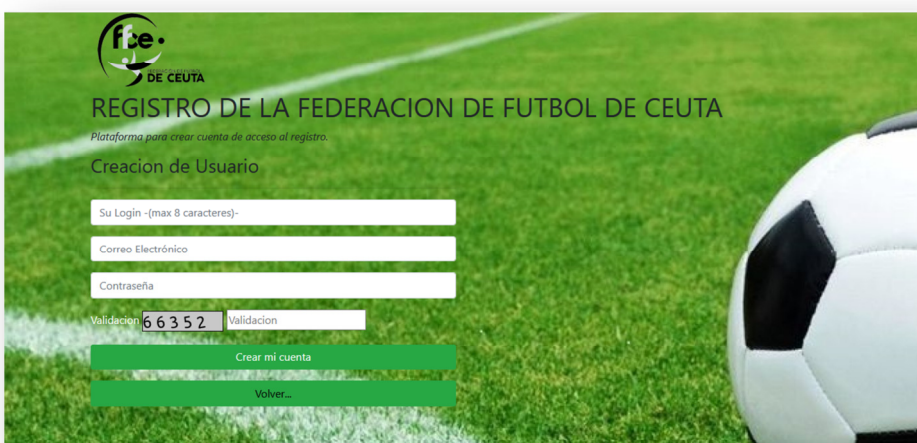 ffce
DE CEUTA
REGISTRO DE LA FEDERACION DE FUTBOL DE CEUTA
Plataforma para crear cuenta de acceso al registro.
Creacion de Usuario
Su Login -(max 8 caracteres)-
Correo Electrónico
Contraseña
Validacion 66352 Validacion
Crear mi cuenta
Volver...